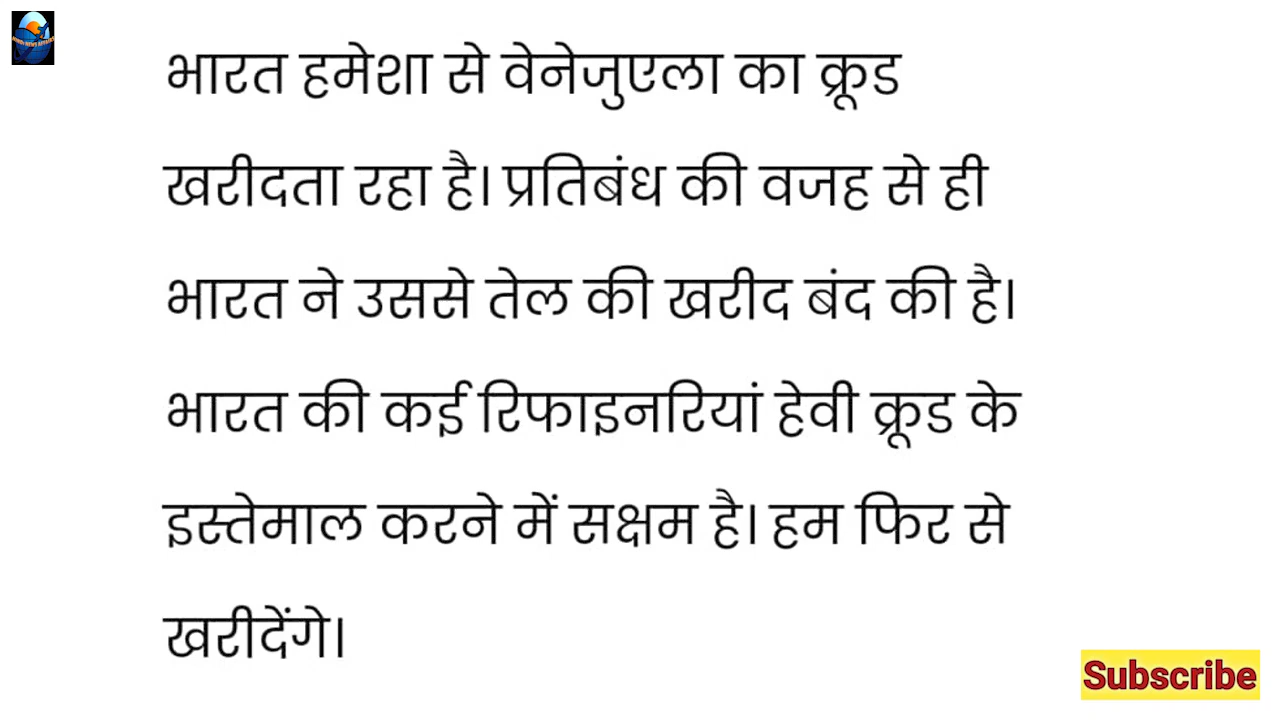 भारत हमेशा से वेनेजुएला का क्रूड
खरीदता रहा है। प्रतिबंध की वजह से ही
भारत ने उससे तेल की खरीद बंद की है।
भारत की कई रिफाइनरियां हेवी क्रूड के
इस्तेमाल करने में सक्षम है। हम फिर से
खरीदेंगे।
Subscribe